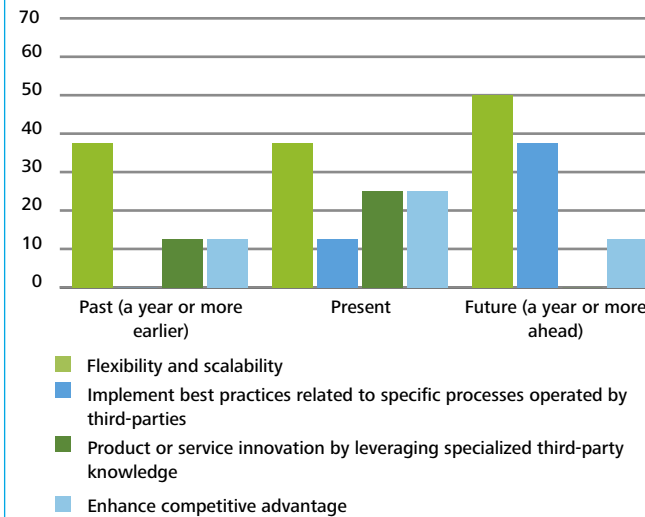 70
60
50
40
30
20
10
0
Past (a year or more
earlier)
Present
Future (a year or more
ahead)
Flexibility and scalability
Implement best practices related to specific processes operated by
third-parties
Product or service innovation by leveraging specialized third-party
knowledge
Enhance competitive advantage